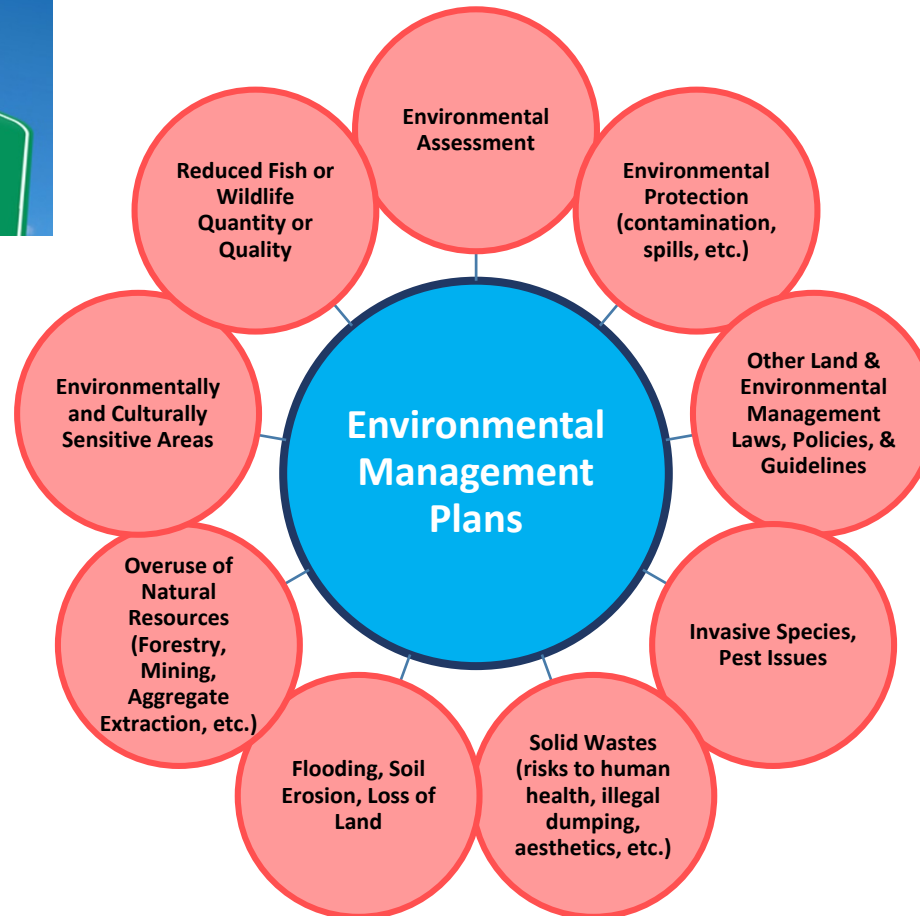 Environmental
Assessment
Environmental
Protection
(contamination,
spills, etc.)
Other Land &
Environmental
Management
Laws, Policies, &
Guidelines
Invasive Species,
Pest Issues
Solid Wastes
(risks to human
health, illegal
dumping,
aesthetics, etc.)
Flooding, Soil
Erosion, Loss of
Land
Overuse of
Natural
Resources
(Forestry,
Mining,
Aggregate
Extraction, etc.)
Environmentally
and Culturally
Sensitive Areas
Reduced Fish or
Wildlife
Quantity or
Quality
Environmental
Management
Plans